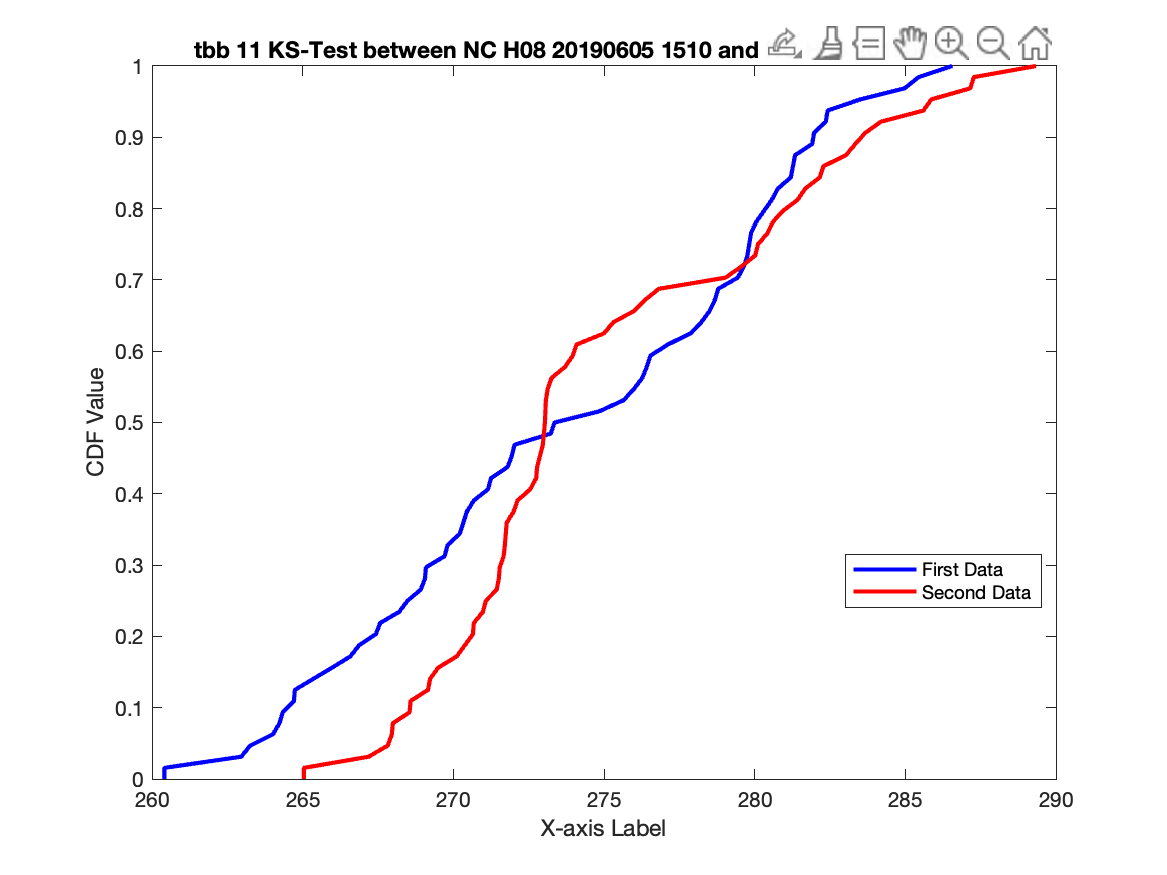 tbb 11 KS-Test between NC H08 20190605 1510 and
1
0.9
0.8
0.7
0.6
0.5
0.4
0.3
0.2
0.1
0
CDF Value
First Data
Second Data
260 265 270 275 280 285 290
X-axis Label